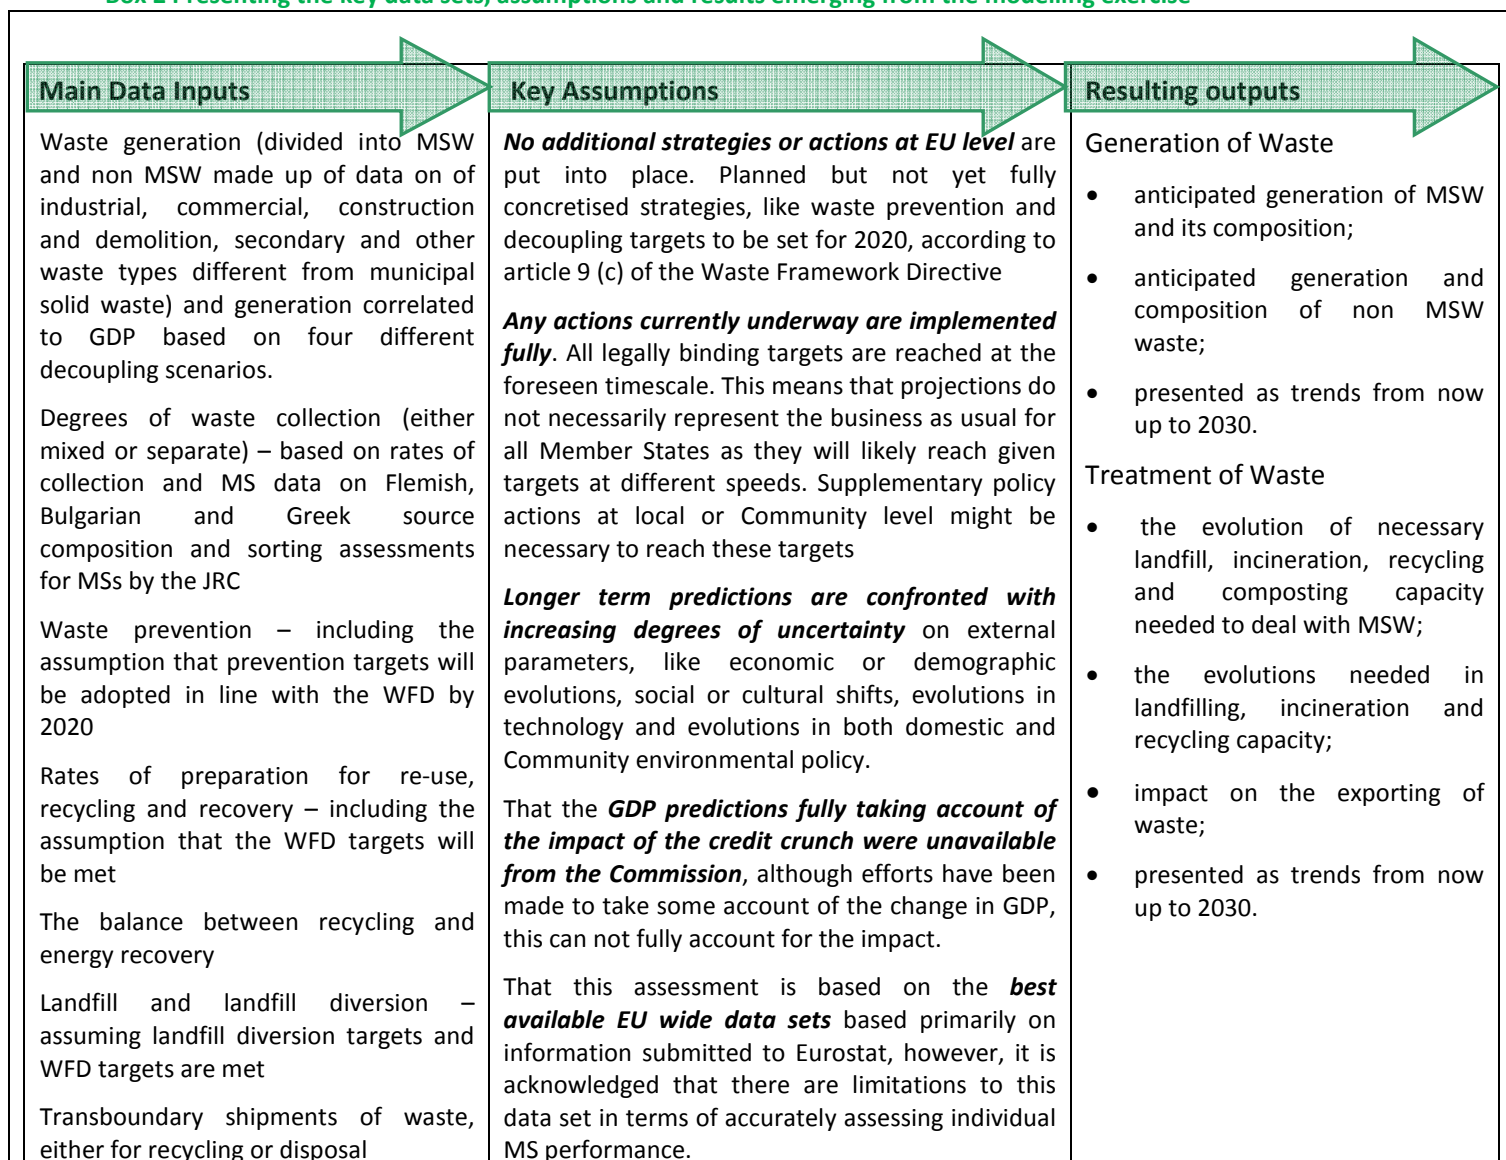 Box 2 Presenting the key data sets, assumptions and results emerging from the modelling exercise
Main Data Inputs
Waste generation (divided into MSW
and non MSW made up of data on of
industrial, commercial, construction
and demolition, secondary and other
waste types different from municipal
solid waste) and generation correlated
to GDP based on four different
decoupling scenarios.
Degrees of waste collection (either
mixed or separate) – based on rates of
collection and MS data on Flemish,
Bulgarian and Greek source
composition and sorting assessments
for MSs by the JRC
Waste prevention – including the
assumption that prevention targets will
be adopted in line with the WFD by
2020
Rates of preparation for re-use,
recycling and recovery – including the
assumption that the WFD targets will
be met
The balance between recycling and
energy recovery
Landfill and landfill diversion –
assuming landfill diversion targets and
WFD targets are met
Transboundary shipments of waste,
either for recycling or disposal
Key Assumptions
No additional strategies or actions at EU level are
put into place. Planned but not yet fully
concretised strategies, like waste prevention and
decoupling targets to be set for 2020, according to
article 9 (c) of the Waste Framework Directive
Any actions currently underway are implemented
fully. All legally binding targets are reached at the
foreseen timescale. This means that projections do
not necessarily represent the business as usual for
all Member States as they will likely reach given
targets at different speeds. Supplementary policy
actions at local or Community level might be
necessary to reach these targets
Longer term predictions are confronted with
increasing degrees of uncertainty on external
parameters, like economic or demographic
evolutions, social or cultural shifts, evolutions in
technology and evolutions in both domestic and
Community environmental policy.
That the GDP predictions fully taking account of
the impact of the credit crunch were unavailable
from the Commission, although efforts have been
made to take some account of the change in GDP,
this can not fully account for the impact.
That this assessment is based on the best
available EU wide data sets based primarily on
information submitted to Eurostat, however, it is
acknowledged that there are limitations to this
data set in terms of accurately assessing individual
MS performance.
Resulting outputs
Generation of Waste
• anticipated generation of MSW
and its composition;
• anticipated generation and
composition of non MSW
waste;
• presented as trends from now
up to 2030.
Treatment of Waste
• the evolution of necessary
landfill, incineration, recycling
and composting capacity
needed to deal with MSW;
• the evolutions needed in
landfilling, incineration and
recycling capacity;
• impact on the exporting of
waste;
• presented as trends from now
up to 2030.